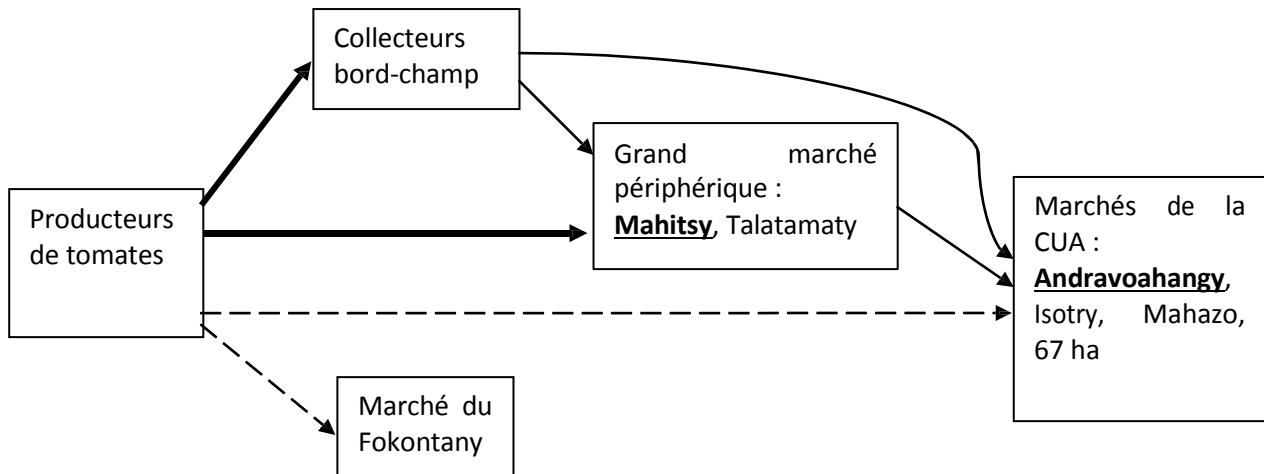 Collecteurs
bord-champ
Grand marché
périphérique :
Mahitsy, Talatamaty
Producteurs
de tomates
Marchés de la
CUA :
Andravoahangy,
Isotry, Mahazo,
67 ha
Marché du
Fokontany